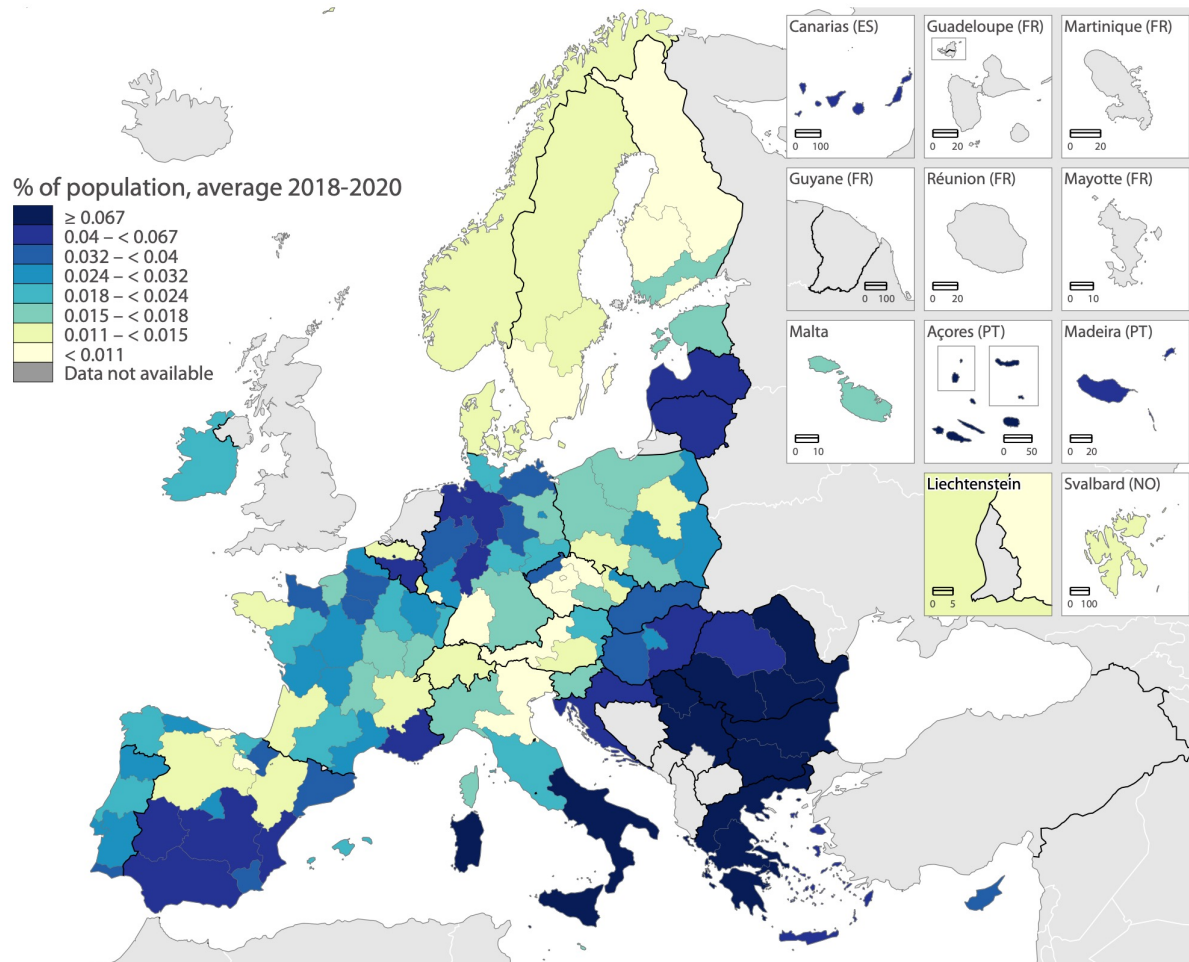 % of population, average 2018-2020
≥ 0.067
0.04 – < 0.067
0.032 – < 0.04
0.024 – < 0.032
0.018 – < 0.024
0.015 – < 0.018
0.011 – < 0.015
< 0.011
Data not available
Canarias (ES)
0 100
Guadeloupe (FR)
0 20
Martinique (FR)
0 20
Guyane (FR)
0 100
Réunion (FR)
0 20
Mayotte (FR)
0 10
Malta
0 10
Açores (PT)
0 50
Madeira (PT)
0 20
Liechtenstein
0 5
Svalbard (NO)
0 100